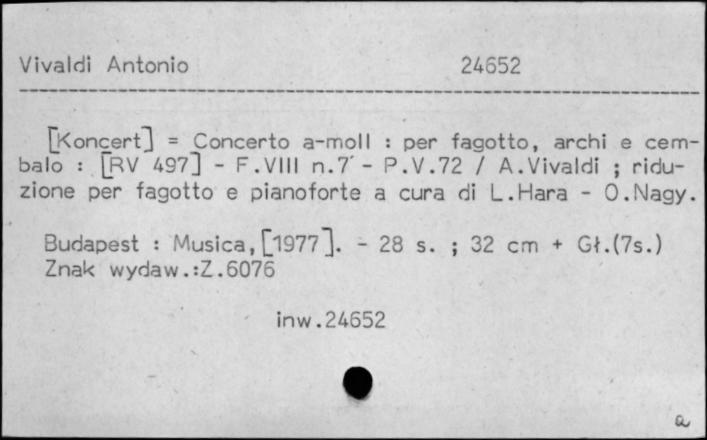 Vivaldi Antonio 24652
[Koncert] = Concerto a-moll : per fagotto, archi e cem-
balo : [RV 497] - F.VIII n.7 - P.V.72 / A.Vivaldi ; ridu-
zione per fagotto e pianoforte a cura di L.Hara - O.Nagy.
Budapest : Musica, [1977]. - 28 s. ; 32 cm + Gł.(7s.)
Znak wydaw.:Z.6076
inw.24652
a